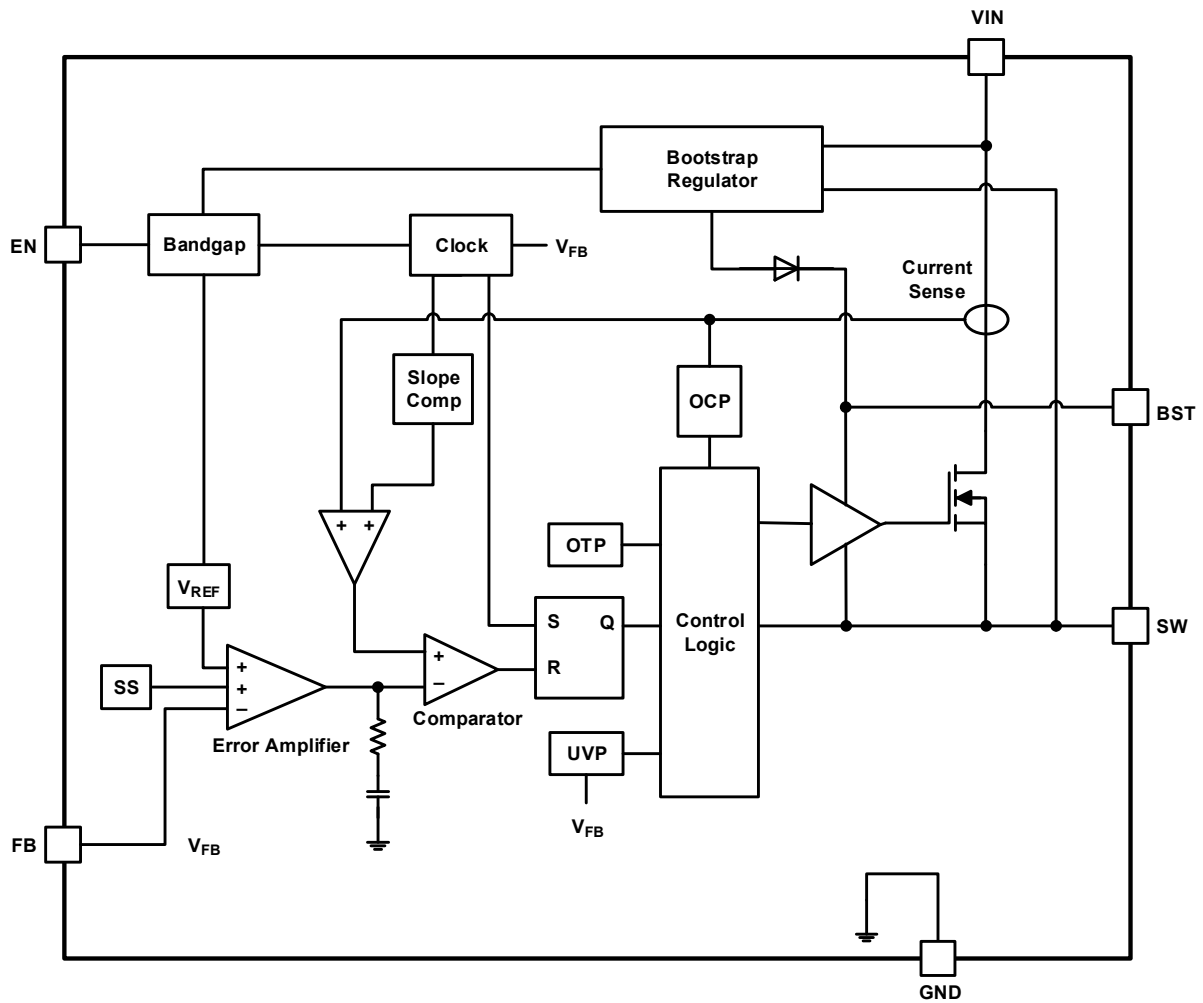 VIN
Bootstrap
Regulator
EN
Bandgap
Clock
VFB
Current
Sense
Slope
Comp
OCP
BST
+ +
OTP
VREF
S Q
R
Control
Logic
SW
+
+
–
SS
+
–
Comparator
Error Amplifier
UVP
VFB
FB
VFB
GND